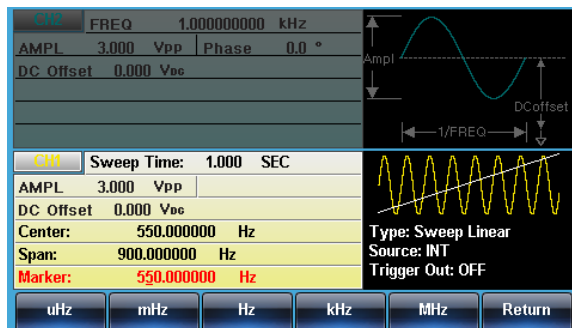 CH2 FREQ 1.000000000 kHz
AMPL 3.000 Vpp Phase 0.0 °
DC Offset 0.000 VDC
Ampl
DCoffset
1/FREQ
CH1 Sweep Time: 1.000 SEC
AMPL 3.000 Vpp
DC Offset 0.000 VDC
Center: 550.000000 Hz
Span: 900.000000 Hz
Marker: 550.000000 Hz
Type: Sweep Linear
Source: INT
Trigger Out: OFF
uHz mHz Hz kHz MHz Return